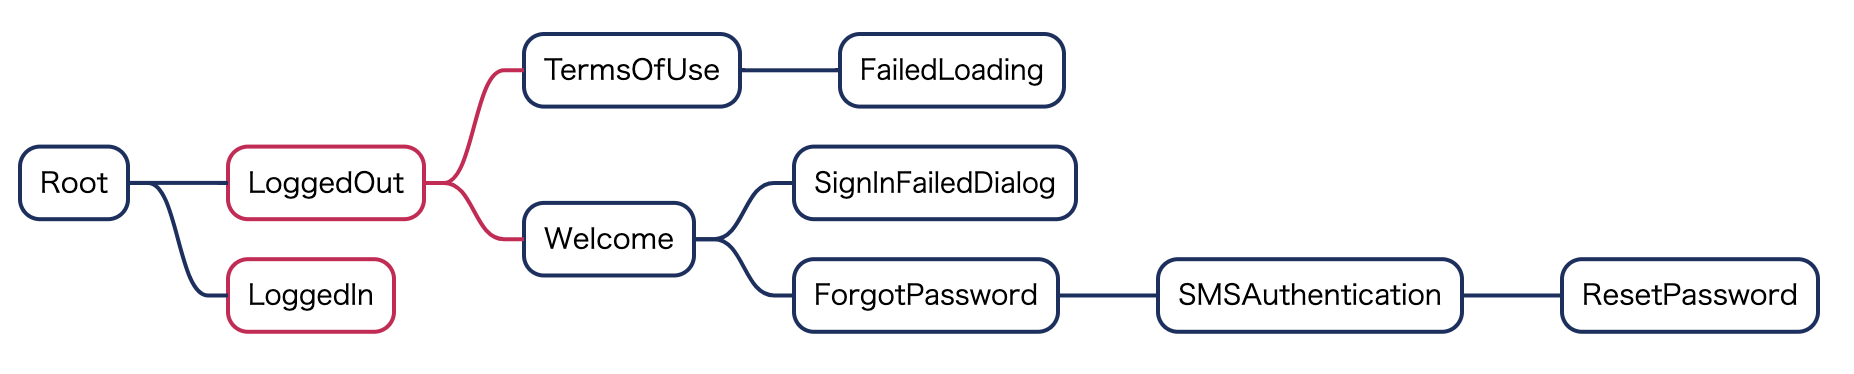 Root
LoggedOut
TermsOfUse
FailedLoading
Welcome
SignInFailedDialog
ForgotPassword
SMSAuthentication
ResetPassword
LoggedIn